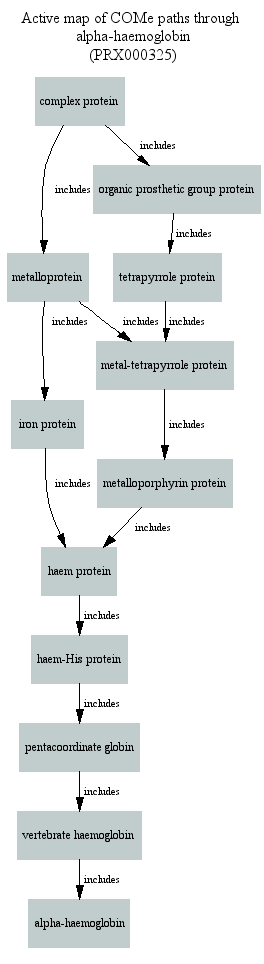 Active map of COMe paths through
alpha-haemoglobin
(PRX000325)
complex protein
includes
organic prosthetic group protein
includes
includes
metalloprotein
tetrapyrrole protein
includes
includes
includes
metal-tetrapyrrole protein
iron protein
includes
metalloporphyrin protein
includes
includes
haem protein
includes
haem-His protein
includes
pentacoordinate globin
includes
vertebrate haemoglobin
includes
alpha-haemoglobin